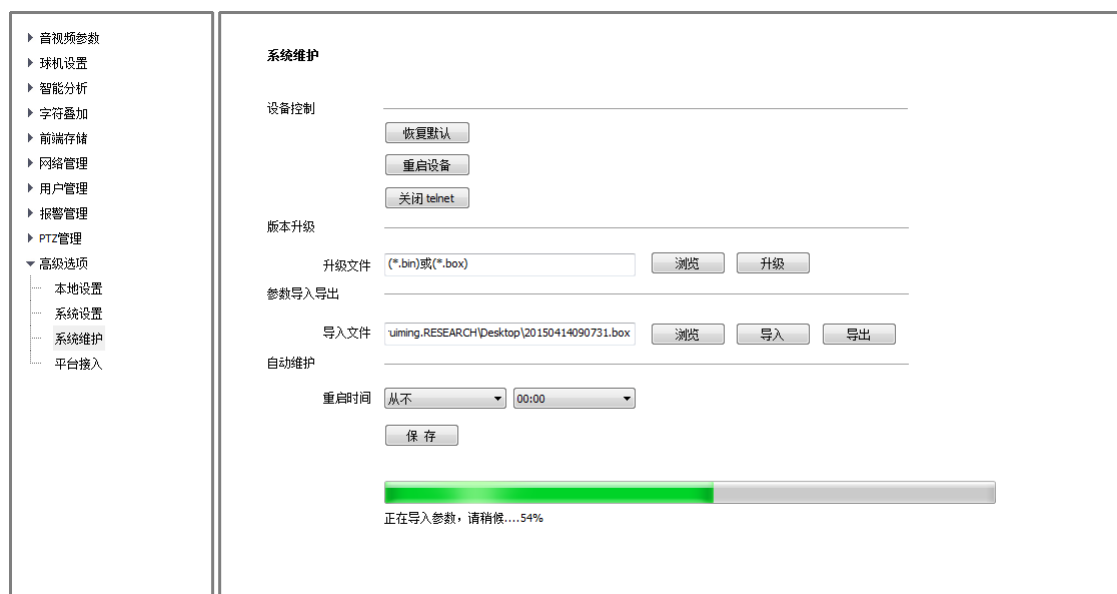 音视频参数
球机设置
智能分析
字符叠加
前端存储
网络管理
用户管理
报警管理
PTZ管理
高级选项
本地设置
系统设置
系统维护
平台接入
系统维护
设备控制
恢复默认
重启设备
关闭 telnet
版本升级
升级文件 (*.bin)或(*.box) 浏览 升级
参数导入导出
导入文件 uiming.RESEARCH\Desktop\20150414090731.box 浏览 导入 导出
自动维护
重启时间 从不 00:00
保 存
正在导入参数，请稍候....54%